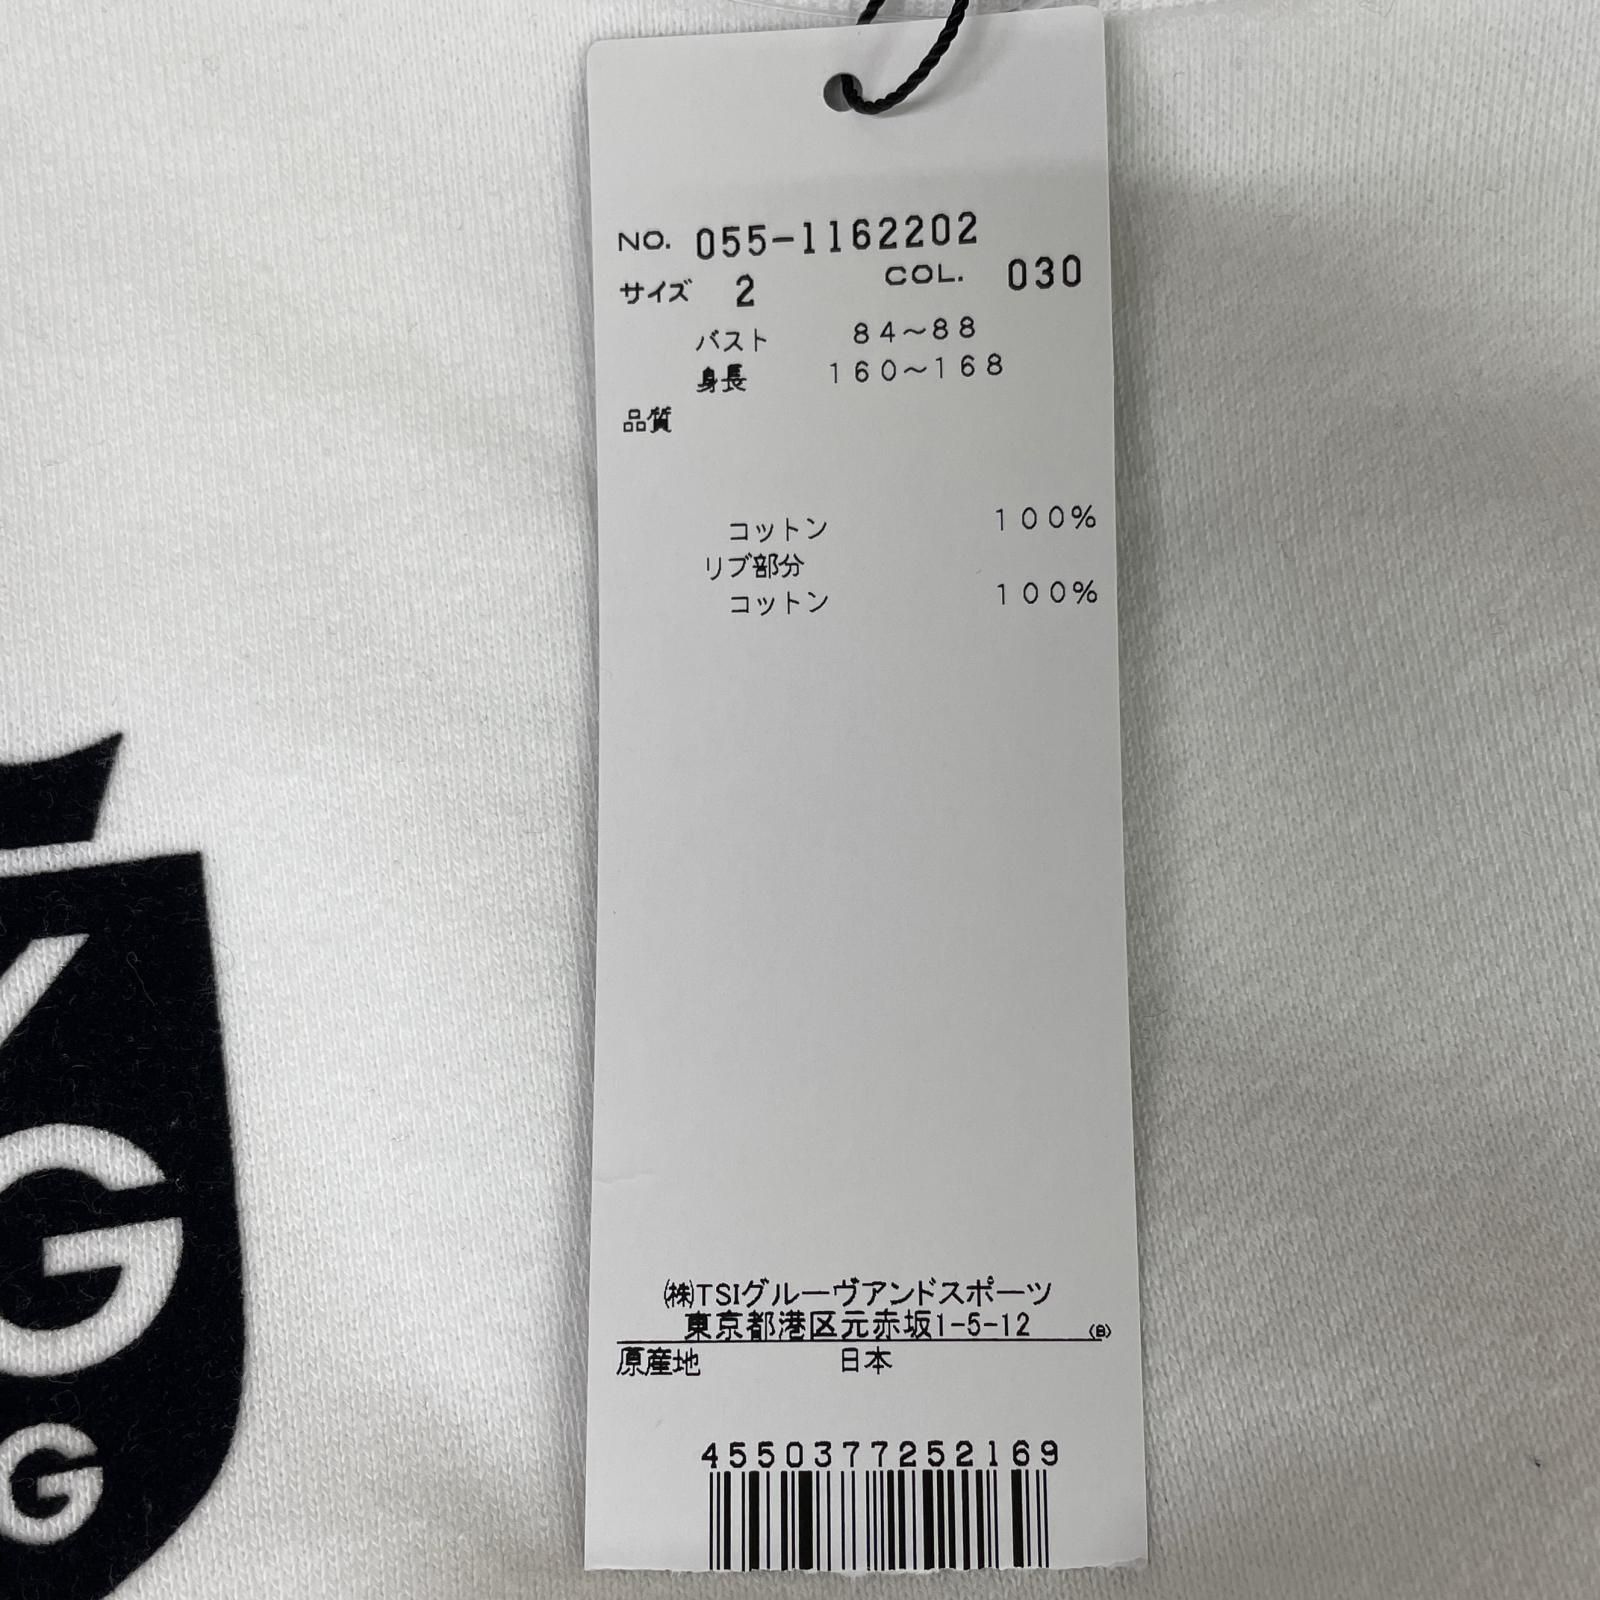 NO. 055-1162202
サイズ 2 COL. 030
バスト 84〜88
身長 160〜168
品質
コットン 100%
リブ部分
コットン 100%
㈱TSIグルーヴアンドスポーツ
東京都港区元赤坂1-5-12
原産地 日本
4550377252169
G
G